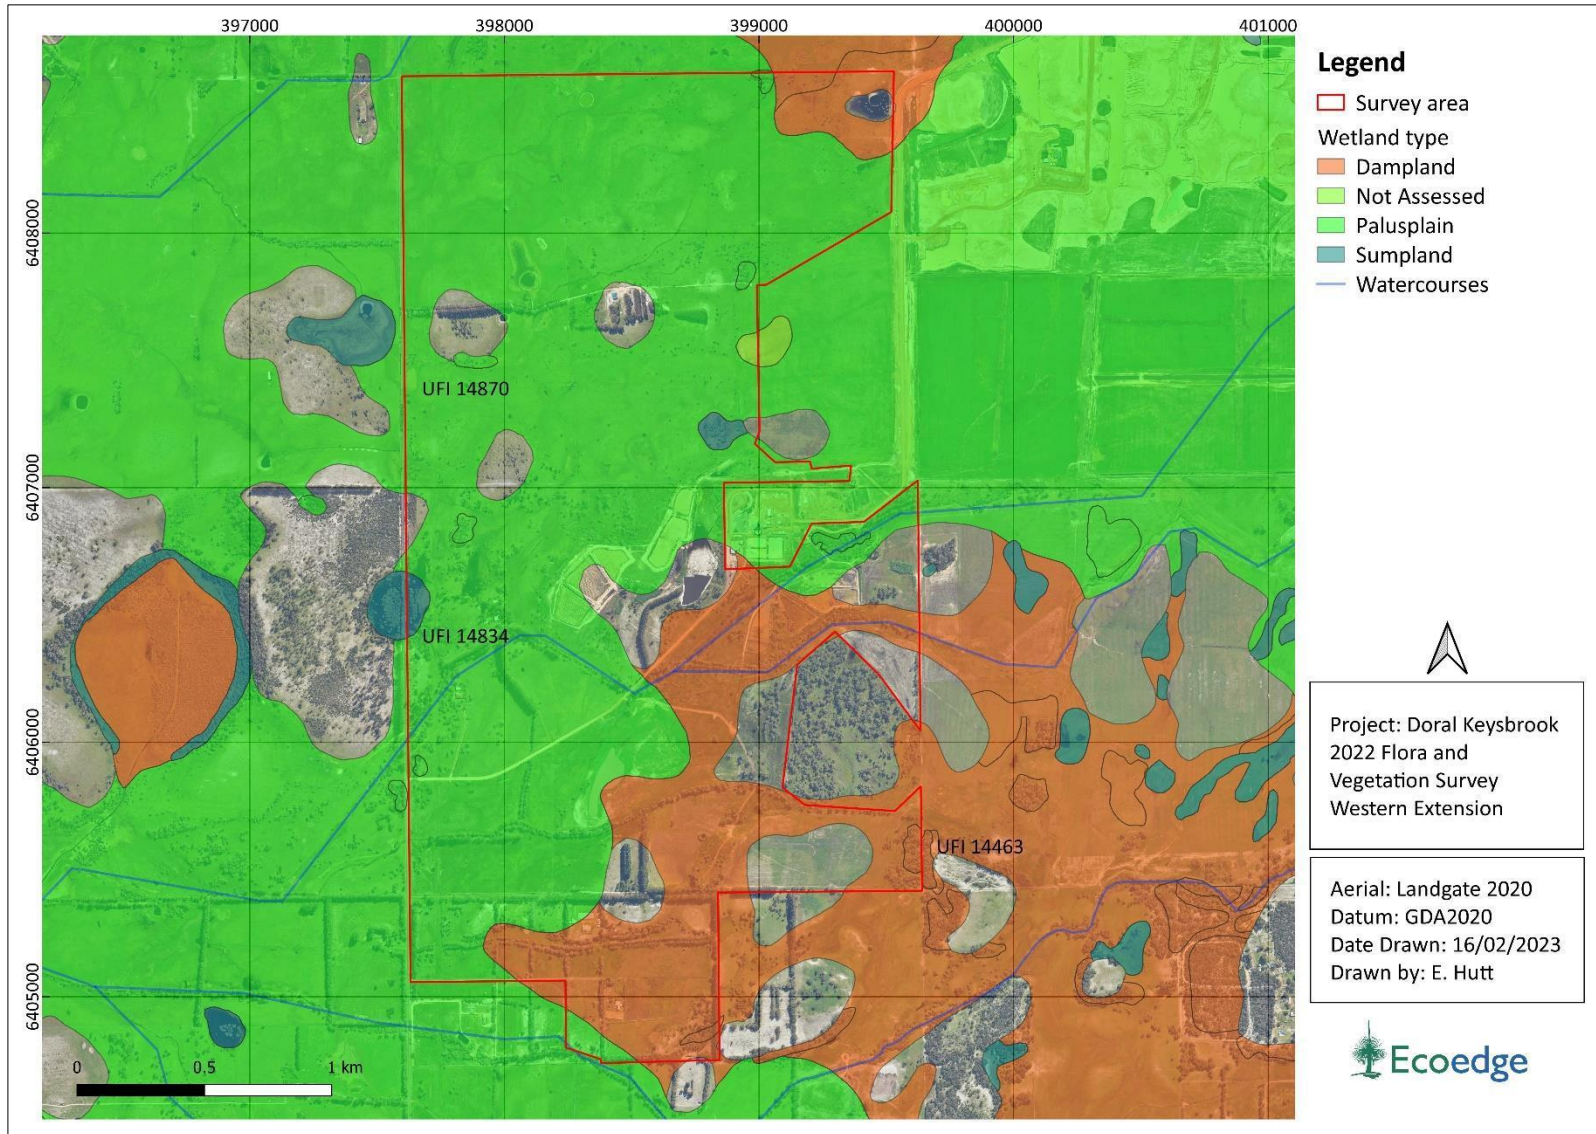 397000
398000
399000
400000
401000
6408000
6407000
6406000
6405000
UFI 14870
UFI 14834
UFI 14463
0
0,5
1 km
Legend
Survey area
Wetland type
Dampland
Not Assessed
Palusplain
Sumpland
Watercourses
Project: Doral Keysbrook
2022 Flora and
Vegetation Survey
Western Extension
Aerial: Landgate 2020
Datum: GDA2020
Date Drawn: 16/02/2023
Drawn by: E. Hutt
Ecoedge